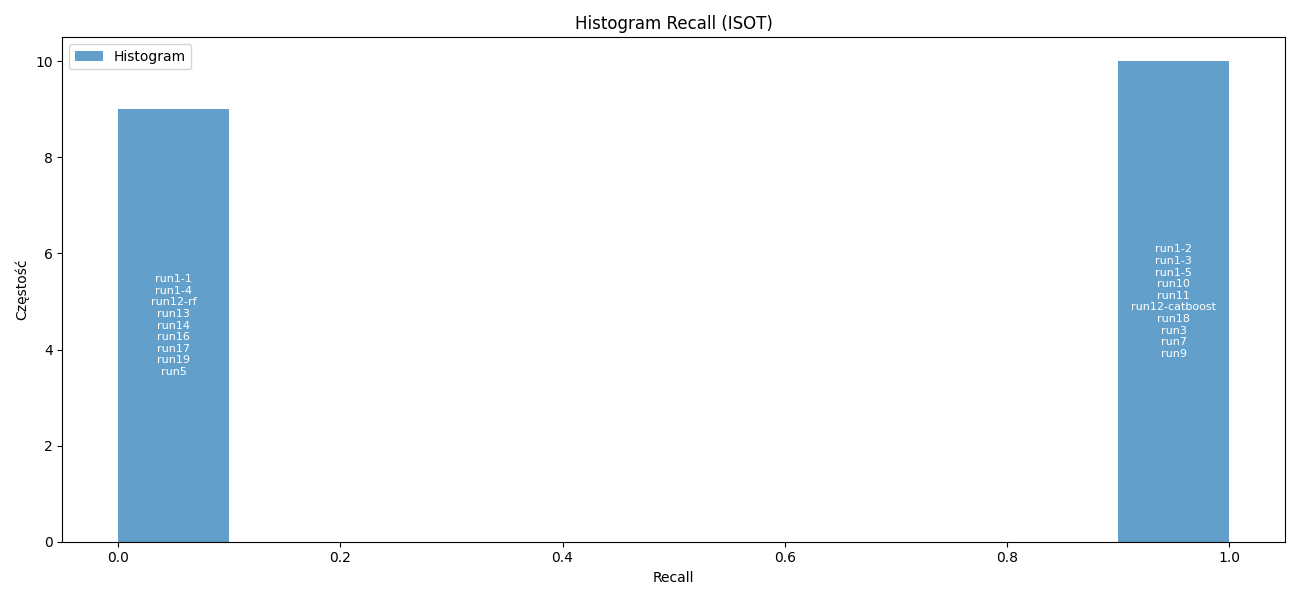 Histogram Recall (ISOT)
Histogram
Częstość
10
8
6
4
2
0
run1-1
run1-4
run12-rf
run13
run14
run16
run17
run19
run5
run1-2
run1-3
run1-5
run10
run11
run12-catboost
run18
run3
run7
run9
0.0
0.2
0.4
0.6
0.8
1.0
Recall